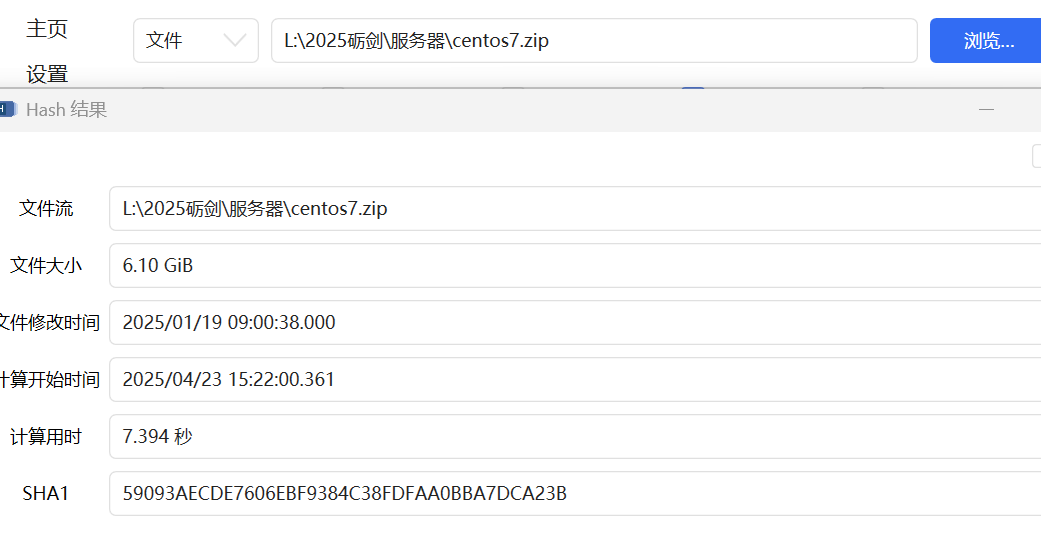 主页
文件 L:\2025砺剑\服务器\centos7.zip 浏览...
设置
Hash 结果
文件流 L:\2025砺剑\服务器\centos7.zip
文件大小 6.10 GiB
文件修改时间 2025/01/19 09:00:38.000
计算开始时间 2025/04/23 15:22:00.361
计算用时 7.394 秒
SHA1 59093AECDE7606EBF9384C38FDFAA0BBA7DCA23B